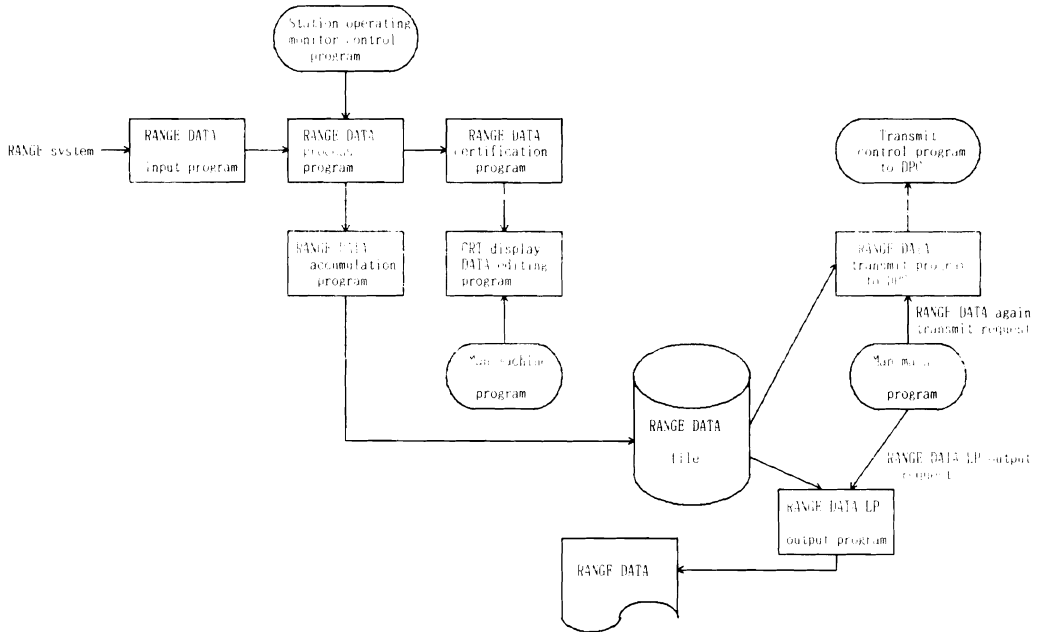 Station operating
monitor control
program
RANGE system
RANGE DATA
input program
RANGE DATA
process
program
RANGE DATA
certification
program
Transmit
control program
to DPC
RANGE DATA
accumulation
program
CRT display
DATA editing
program
RANGE DATA
transmit program
to
RANGE DATA again
transmit request
Man machine
program
Man
program
RANGE DATA
file
RANGE DATA LP output
request
RANGE DATA LP
output program
RANGE DATA